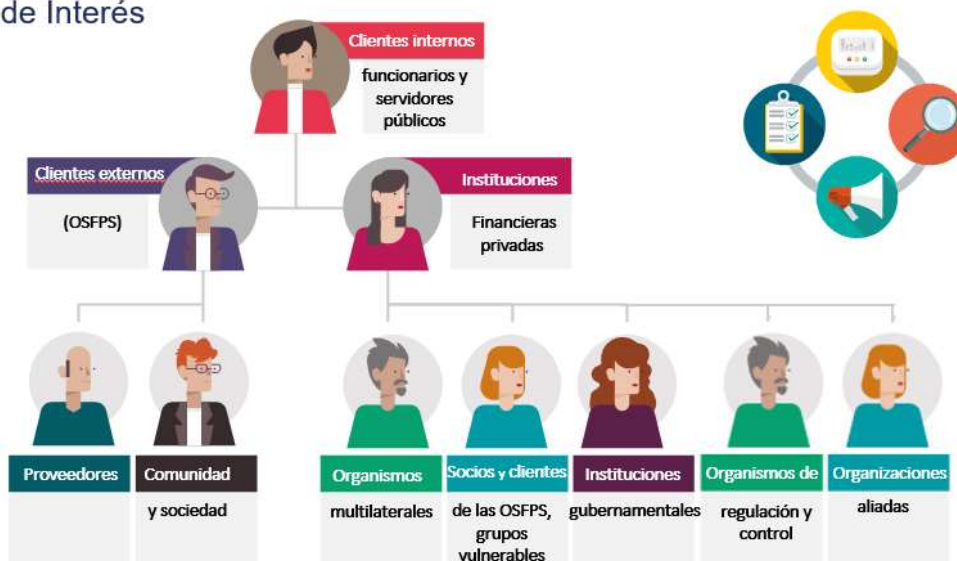 de Interés
Clientes internos
funcionarios y
servidores
públicos
Clientes externos
(OSFPS)
Instituciones
Financieras
privadas
Proveedores
Comunidad
y sociedad
Organismos
multilaterales
Socios y clientes
de las OSFPS,
grupos
vulnerables
Instituciones
gubernamentales
Organismos de
regulación y
control
Organizaciones
aliadas